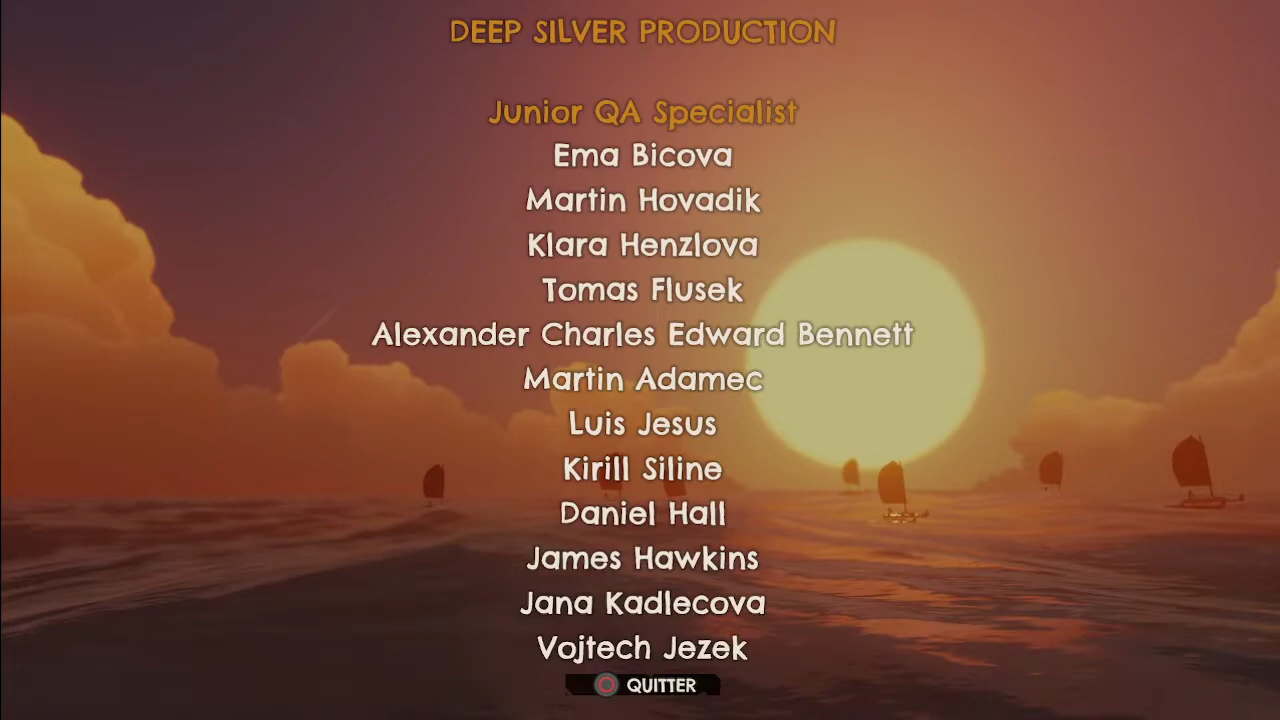 DEEP SILVER PRODUCTION
Junior QA Specialist
Ema Bicova
Martin Hovadik
Klara Henzlova
Tomas Flusek
Alexander Charles Edward Bennett
Martin Adamec
Luis Jesus
Kirill Siline
Daniel Hall
James Hawkins
Jana Kadlecova
Vojtech Jezek
QUITTER